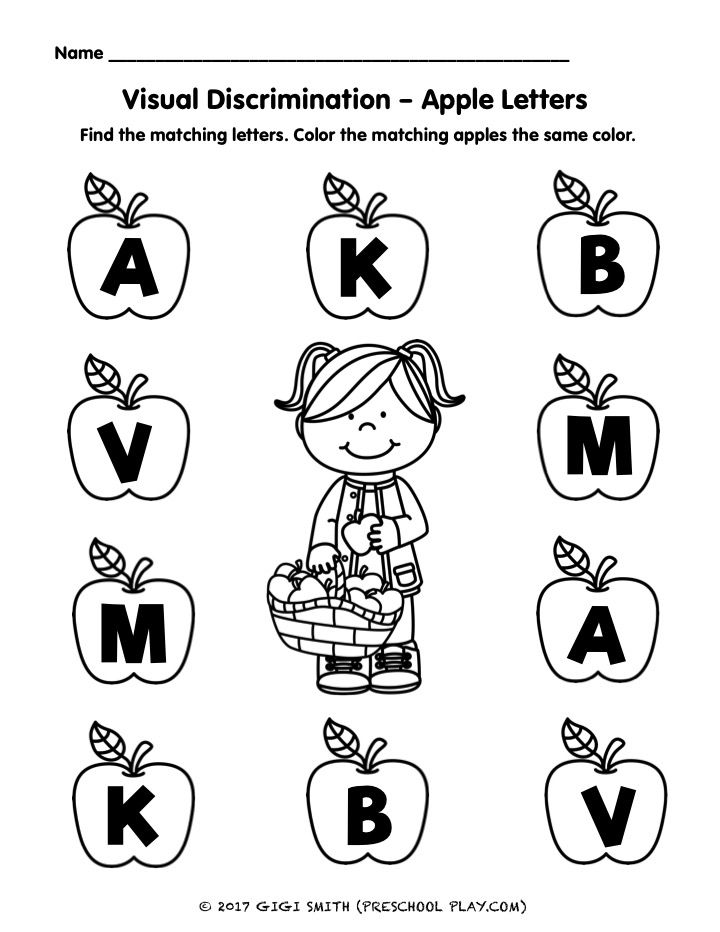 Name ____________________________________________
Visual Discrimination – Apple Letters
Find the matching letters. Color the matching apples the same color.
A K B
V M
M A
K B V
© 2017 GIGI SMITH (PRESCHOOL PLAY.COM)